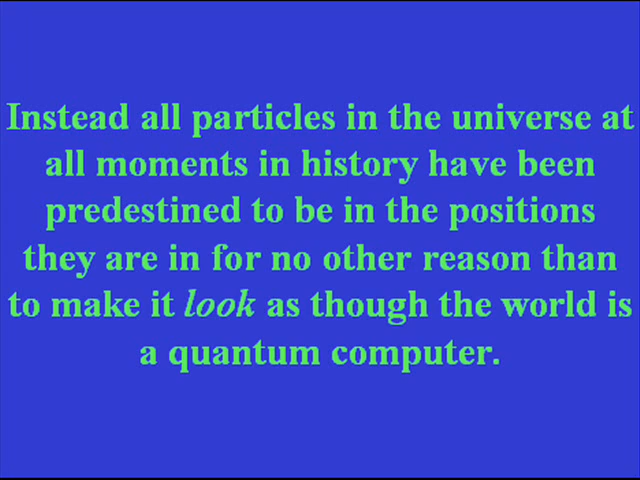 Instead all particles in the universe at
all moments in history have been
predestined to be in the positions
they are in for no other reason than
to make it look as though the world is
a quantum computer.